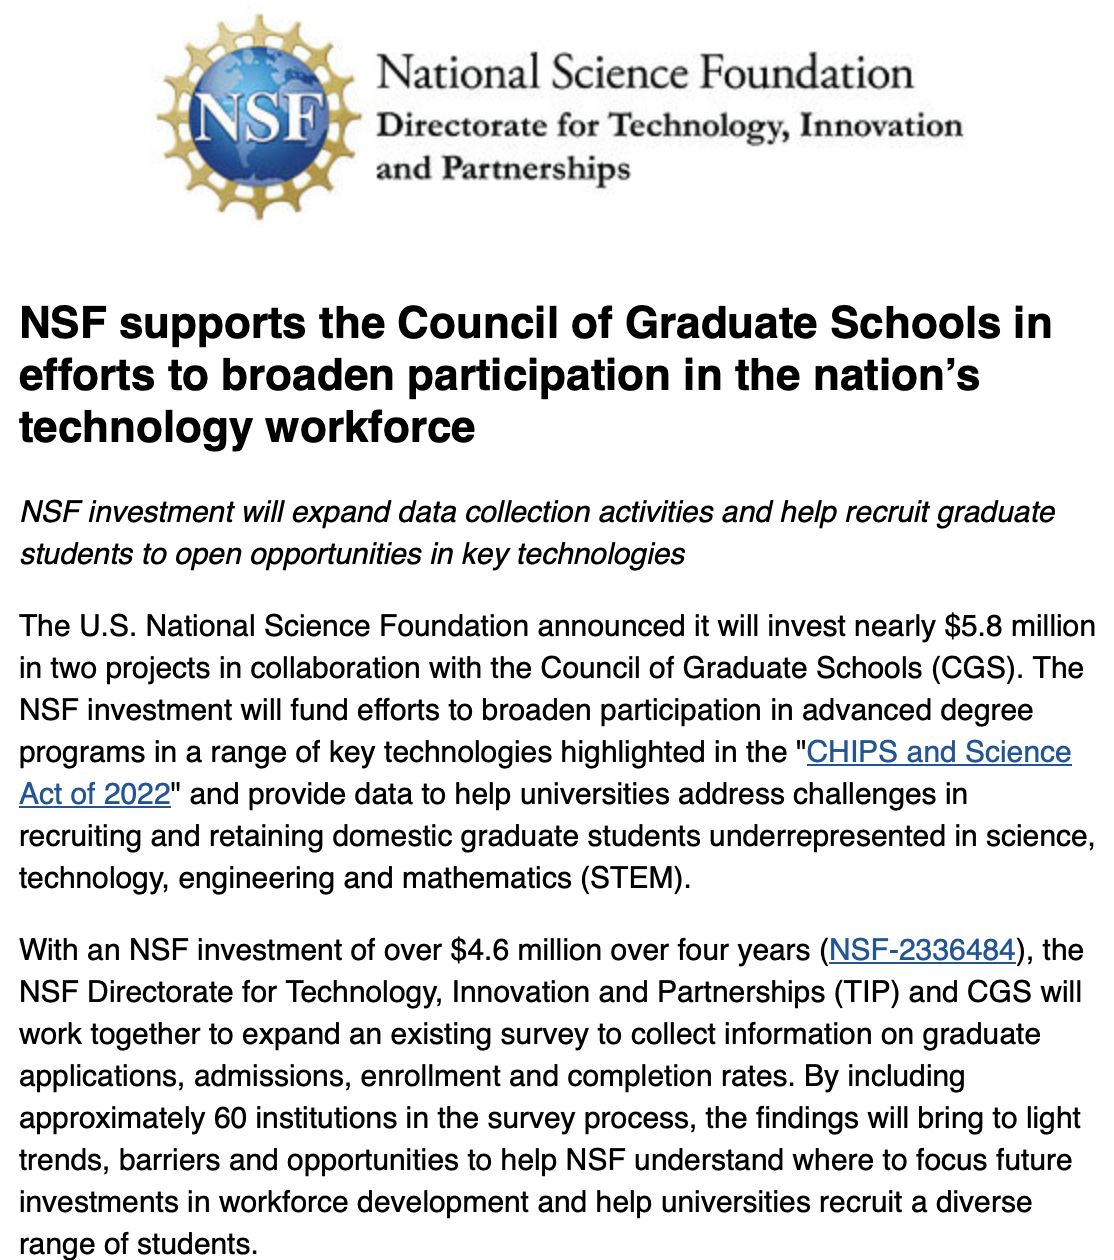 NSF
National Science Foundation
Directorate for Technology, Innovation
and Partnerships
NSF supports the Council of Graduate Schools in
efforts to broaden participation in the nation’s
technology workforce
NSF investment will expand data collection activities and help recruit graduate
students to open opportunities in key technologies
The U.S. National Science Foundation announced it will invest nearly $5.8 million
in two projects in collaboration with the Council of Graduate Schools (CGS). The
NSF investment will fund efforts to broaden participation in advanced degree
programs in a range of key technologies highlighted in the "CHIPS and Science
Act of 2022" and provide data to help universities address challenges in
recruiting and retaining domestic graduate students underrepresented in science,
technology, engineering and mathematics (STEM).
With an NSF investment of over $4.6 million over four years (NSF-2336484), the
NSF Directorate for Technology, Innovation and Partnerships (TIP) and CGS will
work together to expand an existing survey to collect information on graduate
applications, admissions, enrollment and completion rates. By including
approximately 60 institutions in the survey process, the findings will bring to light
trends, barriers and opportunities to help NSF understand where to focus future
investments in workforce development and help universities recruit a diverse
range of students.